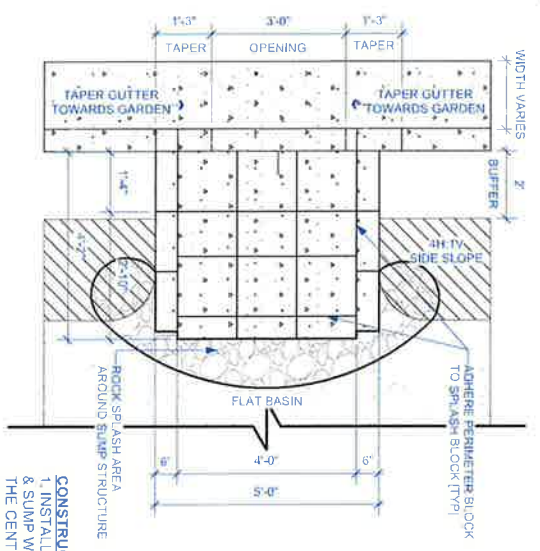 1'-3" 3'-0" 1'-3"
TAPER OPENING TAPER
WIDTH VARIES
TAPER GUTTER
TOWARDS GARDEN
TAPER GUTTER
TOWARDS GARDEN
2'
BUFFER
1'-4"
4'-2"
2'-10"
4H:1V
SIDE SLOPE
FLAT BASIN
ROCK SPLASH AREA
AROUND SUMP STRUCTURE
ADHERE PERIMETER BLOCK
TO SPLASH BLOCK (TYP)
6" 4'-0" 6"
5'-0"
CONSTRU
1. INSTALL
& SUMP W
THE CENT